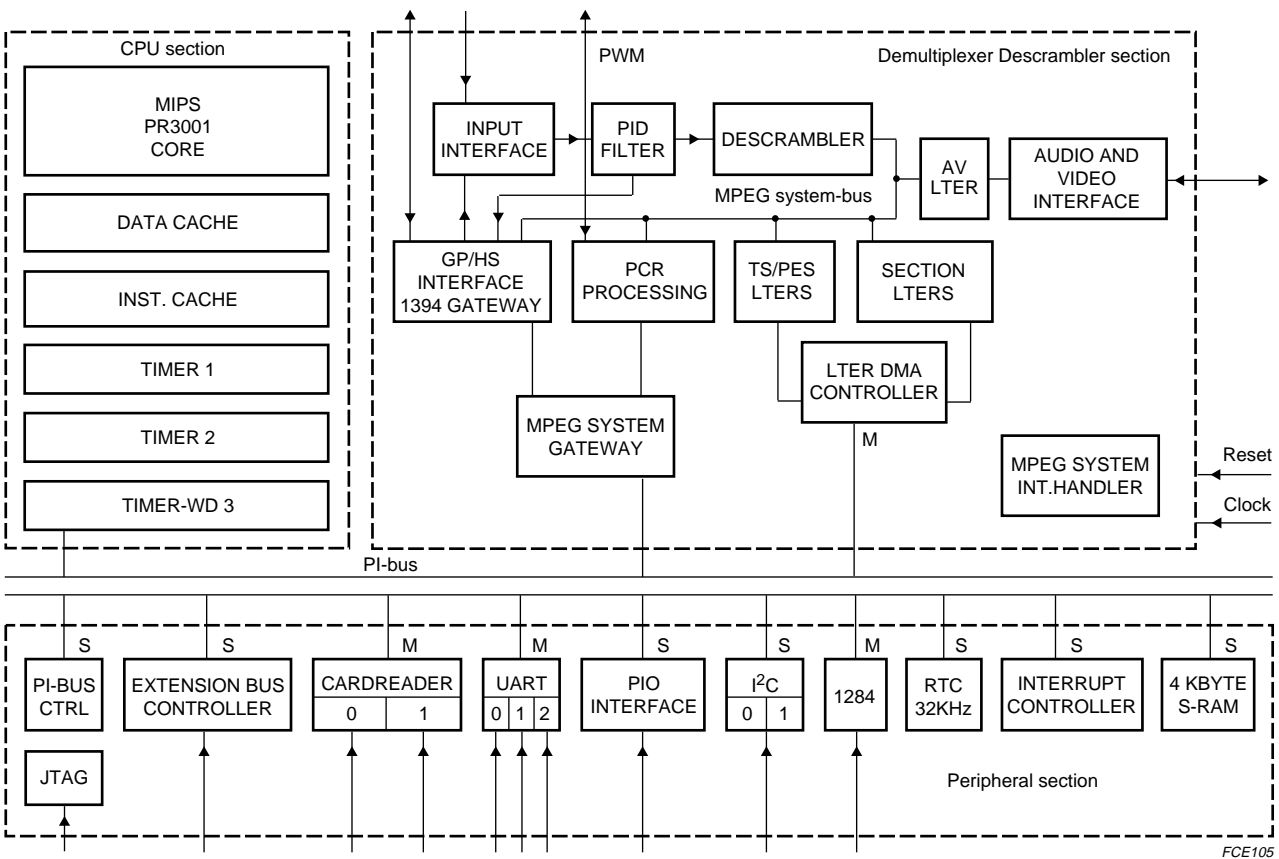 CPU section
MIPS
PR3001
CORE
DATA CACHE
INST. CACHE
TIMER 1
TIMER 2
TIMER-WD 3
PWM
Demultiplexer Descrambler section
INPUT
INTERFACE
PID
FILTER
DESCRAMBLER
AV
LTER
AUDIO AND
VIDEO
INTERFACE
MPEG system-bus
GP/HS
INTERFACE
1394 GATEWAY
PCR
PROCESSING
TS/PES
LTERS
SECTION
LTERS
LTER DMA
CONTROLLER
M
MPEG SYSTEM
GATEWAY
MPEG SYSTEM
INT.HANDLER
Reset
Clock
PI-bus
S
S
M
M
S
S
M
S
S
S
PI-BUS
CTRL
EXTENSION BUS
CONTROLLER
CARDREADER
0 1
UART
0 1 2
PIO
INTERFACE
I²C
0 1
1284
RTC
32KHz
INTERRUPT
CONTROLLER
4 KBYTE
S-RAM
JTAG
Peripheral section
FCE105